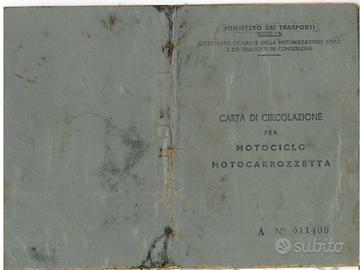 MINISTERO DEI TRASPORTI
ISPETTORATO GENERALE DELLA MOTORIZZAZIONE CIVILE
E DEI TRASPORTI IN CONCESSIONE
CARTA DI CIRCOLAZIONE
PER
MOTOCICLO
MOTOCARROZZETTA
A Nº 611409
subito